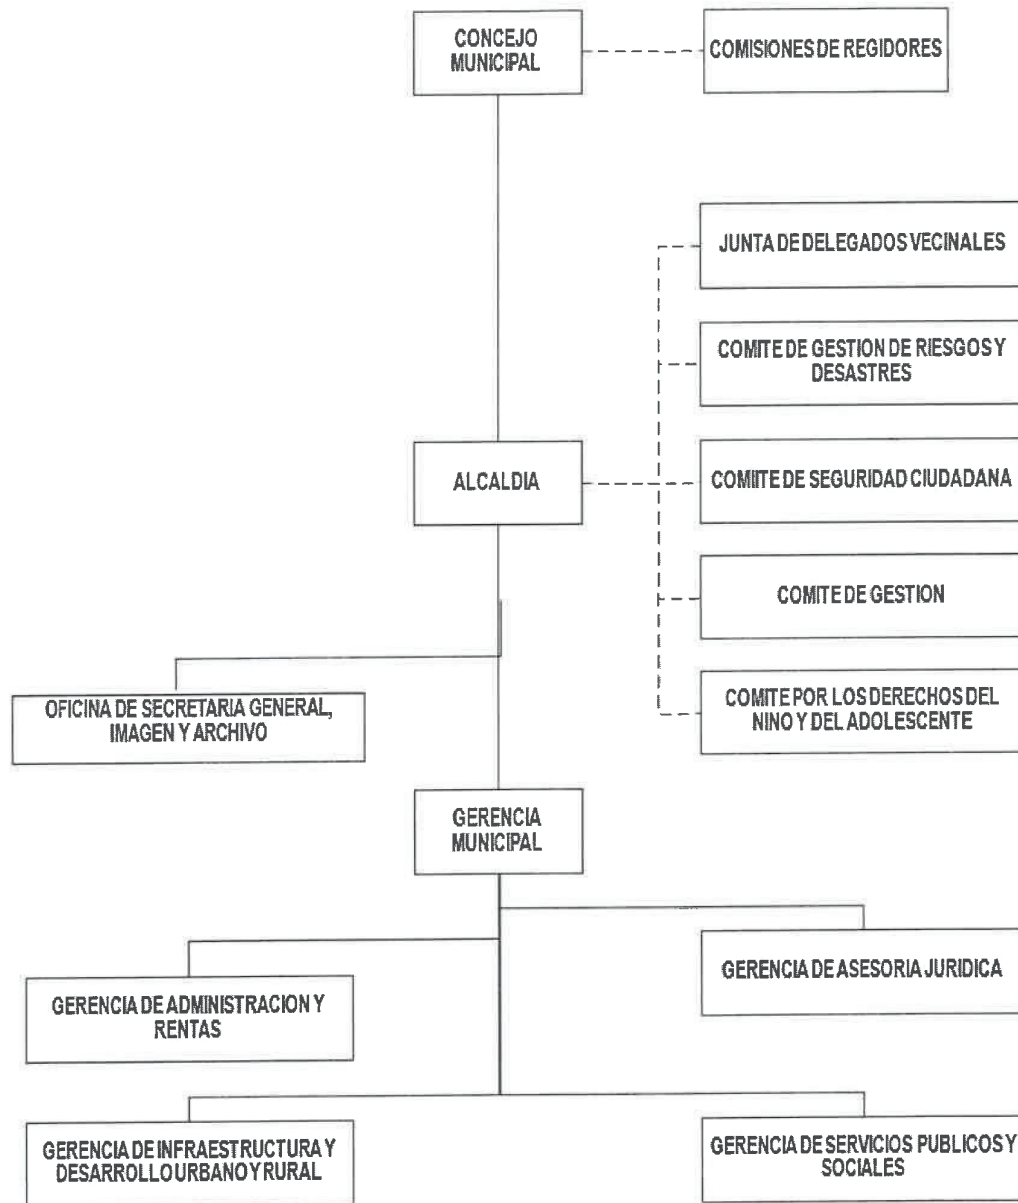 CONCEJO
MUNICIPAL
COMISIONES DE REGIDORES
JUNTA DE DELEGADOS VECINALES
COMITE DE GESTION DE RIESGOS Y
DESASTRES
ALCALDIA
COMIITE DE SEGURIDAD CIUDADANA
COMITE DE GESTION
OFICINA DE SECRETARIA GENERAL,
IMAGEN Y ARCHIVO
COMITE POR LOS DERECHOS DEL
NINO Y DEL ADOLESCENTE
GERENCIA
MUNICIPAL
GERENCIA DE ASESORIA JURIDICA
GERENCIA DE ADMINISTRACION Y
RENTAS
GERENCIA DE INFRAESTRUCTURA Y
DESARROLLO URBANO Y RURAL
GERENCIA DE SERVICIOS PUBLICOS Y
SOCIALES